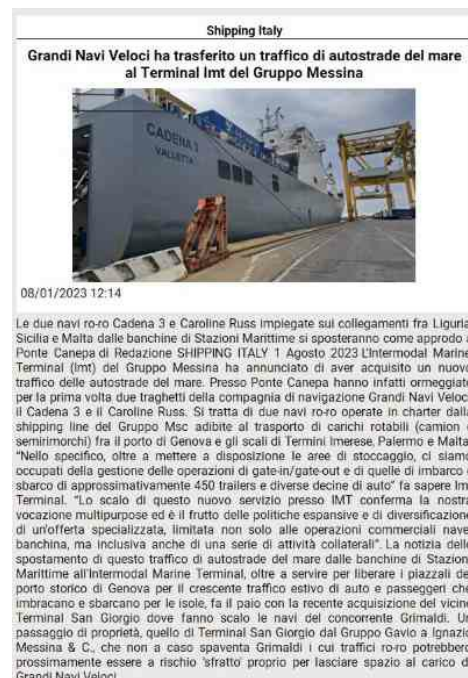 Shipping Italy
Grandi Navi Veloci ha trasferito un traffico di autostrade del mare
al Terminal Imt del Gruppo Messina
CADENA 3
VALLETTA
08/01/2023 12:14
Le due navi ro-ro Cadena 3 e Caroline Russ impiegate sui collegamenti fra Liguria
Sicilia e Malta dalle banchine di Stazioni Marittime si sposteranno come approdo a
Ponte Canepa di Redazione SHIPPING ITALY 1 Agosto 2023 L'Intermodal Marine
Terminal (Imt) del Gruppo Messina ha annunciato di aver acquisito un nuovo
traffico delle autostrade del mare. Presso Ponte Canepa hanno infatti ormeggiato
per la prima volta due traghetti della compagnia di navigazione Grandi Navi Veloci:
il Cadena 3 e il Caroline Russ. Si tratta di due navi ro-ro operate in charter dalla
shipping line del Gruppo Msc adibite al trasporto di carichi rotabili (camion e
semirimorchi) fra il porto di Genova e gli scali di Termini Imerese, Palermo e Malta.
"Nello specifico, oltre a mettere a disposizione le aree di stoccaggio, ci siamo
occupati della gestione delle operazioni di gate-in/gate-out e di quelle di imbarco e
sbarco di approssimativamente 450 trailers e diverse decine di auto" fa sapere Imt
Terminal. "Lo scalo di questo nuovo servizio presso IMT conferma la nostra
vocazione multipurpose ed è il frutto delle politiche espansive e di diversificazione
di un'offerta specializzata, limitata non solo alle operazioni commerciali nave-
banchina, ma inclusiva anche di una serie di attività collaterali". La notizia dello
spostamento di questo traffico di autostrade del mare dalle banchine di Stazioni
Marittime all'Intermodal Marine Terminal, oltre a servire per liberare i piazzali del
porto storico di Genova per il crescente traffico estivo di auto e passeggeri che
imbracano e sbarcano per le isole, fa il paio con la recente acquisizione del vicino
Terminal San Giorgio dove fanno scalo le navi del concorrente Grimaldi. Un
passaggio di proprietà, quello di Terminal San Giorgio dal Gruppo Gavio a Ignazio
Messina & C., che non a caso spaventa Grimaldi i cui traffici ro-ro potrebbero
prossimamente essere a rischio 'sfratto' proprio per lasciare spazio al carico di
Grandi Navi Veloci.